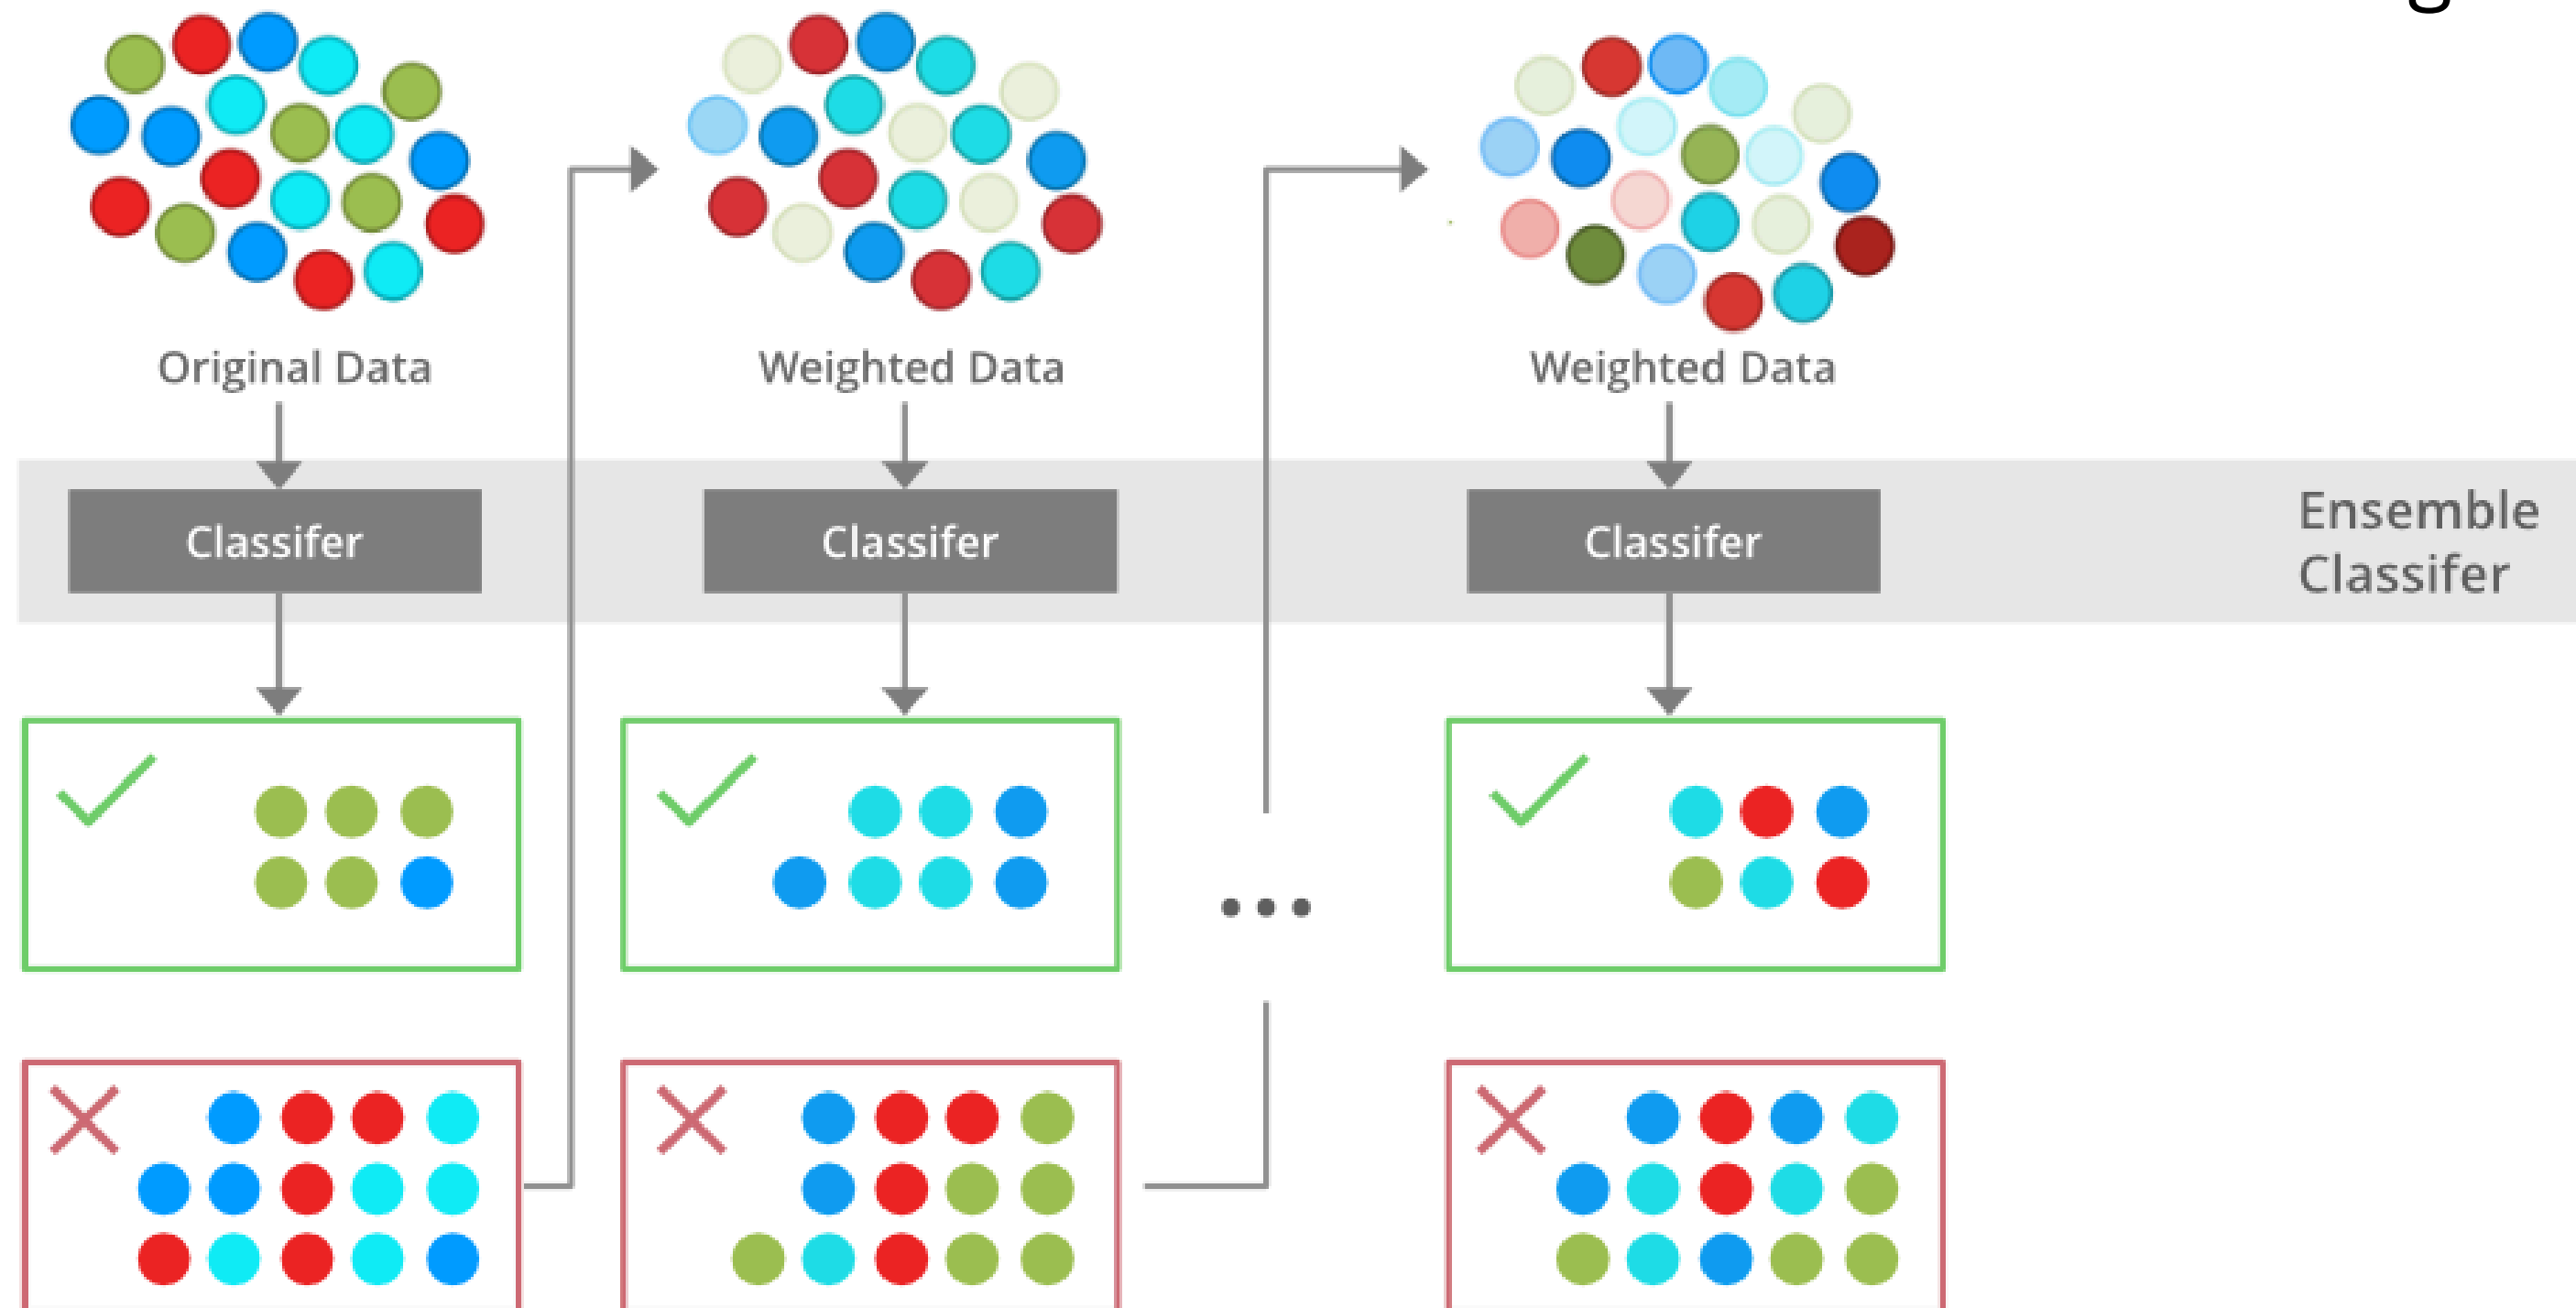 g
Original Data
Weighted Data
Weighted Data
Classifer
Classifer
Classifer
Ensemble
Classifer
...